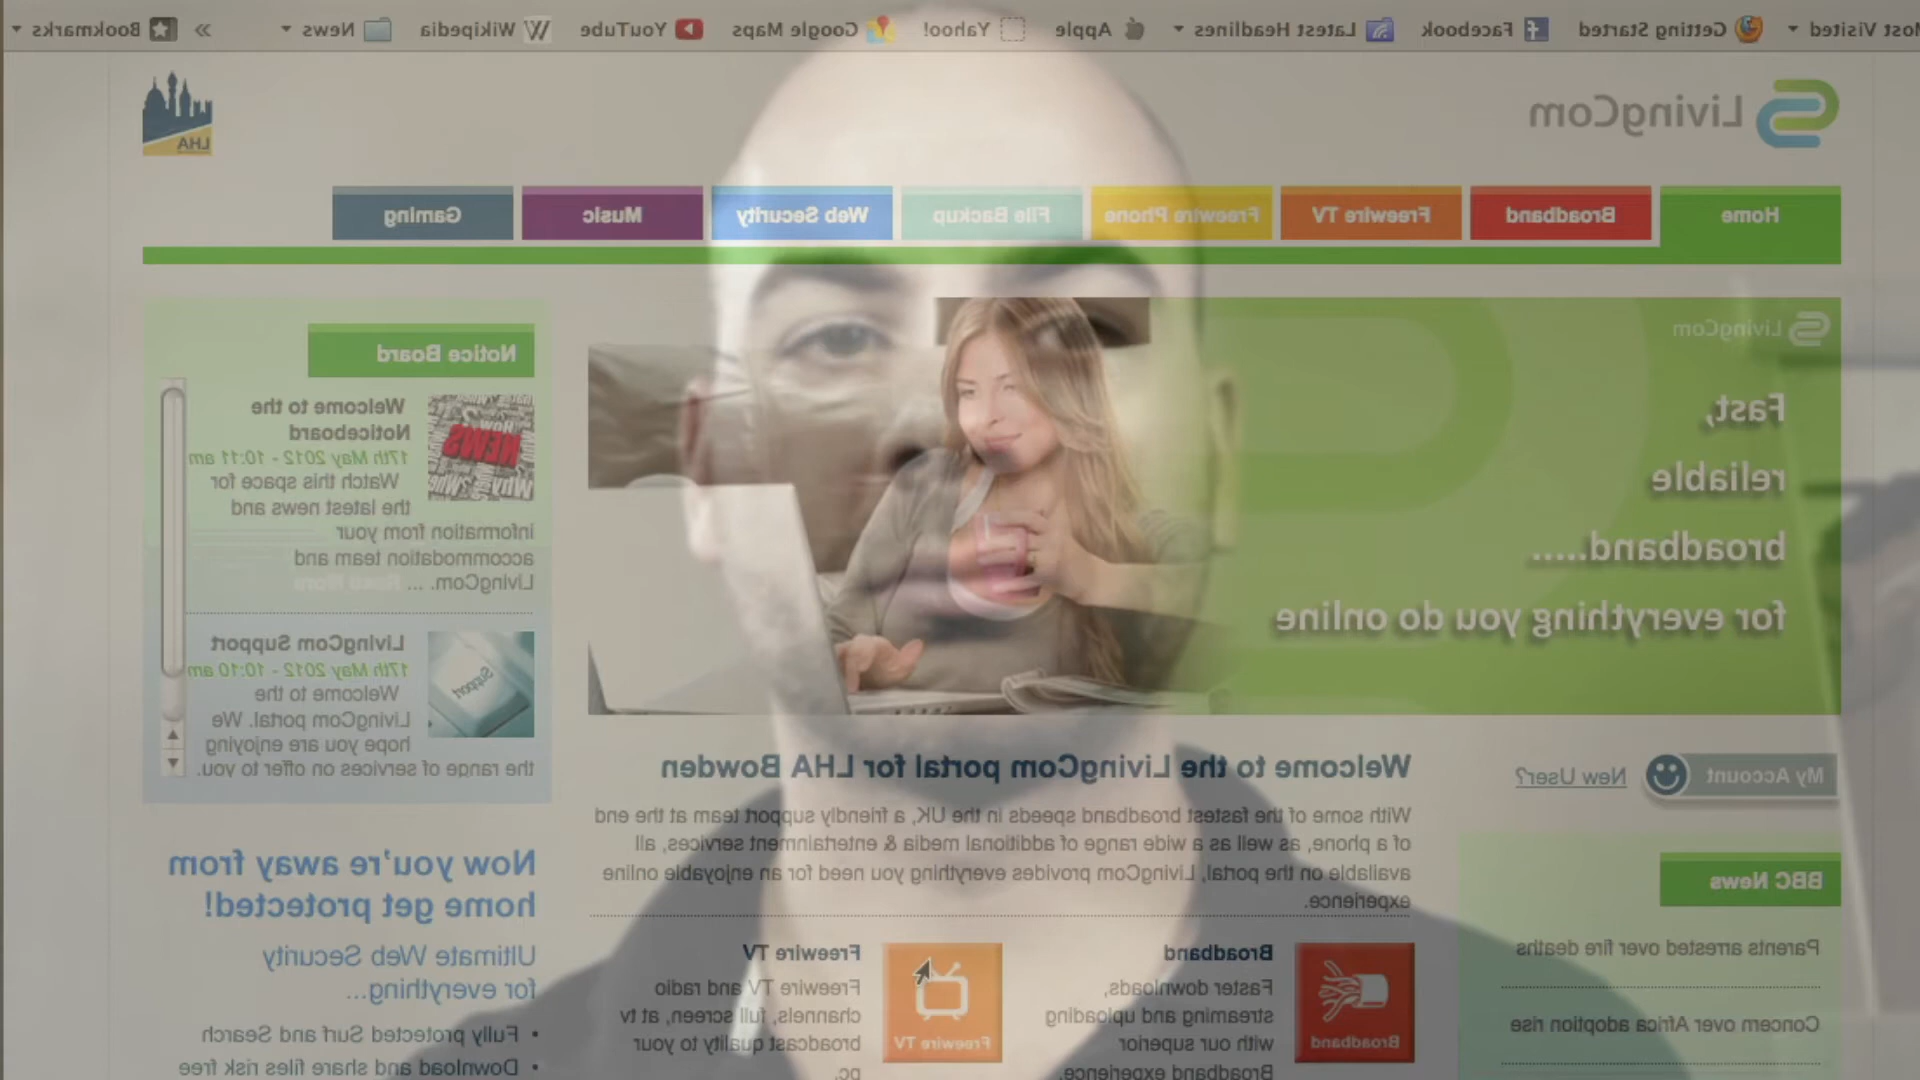 Most Visited
Getting Started
Facebook
Latest Headlines
Apple
Yahoo!
Google Maps
YouTube
Wikipedia
News
Bookmarks
LivingCom
LHA
Home
Broadband
Freewire TV
Freewire Phone
File Backup
Web Security
Music
Gaming
LivingCom
Fast,
reliable
broadband.....
for everything you do online
Notice Board
NEWS
Welcome to the
Noticeboard
17th May 2012 - 10:11 am
Watch this space for
the latest news and
information from your
accommodation team and
LivingCom. ... Read More
Support
LivingCom Support
17th May 2012 - 10:10 am
Welcome to the
LivingCom portal. We
hope you are enjoying
the range of services on offer to you.
My Account
New User?
BBC News
Parents arrested over fire deaths
Concern over Africa adoption rise
Welcome to the LivingCom portal for LHA Bowden
With some of the fastest broadband speeds in the UK, a friendly support team at the end
of a phone, as well as a wide range of additional media & entertainment services, all
available on the portal, LivingCom provides everything you need for an enjoyable online
experience.
Broadband
Broadband
Faster downloads,
streaming and uploading
with our superior
Broadband experience.
Freewire TV
Freewire TV
Freewire TV and radio
channels, full screen, at tv
broadcast quality to your
pc.
Now you're away from
home get protected!
Ultimate Web Security
for everything...
• Fully protected Surf and Search
• Download and share files risk free